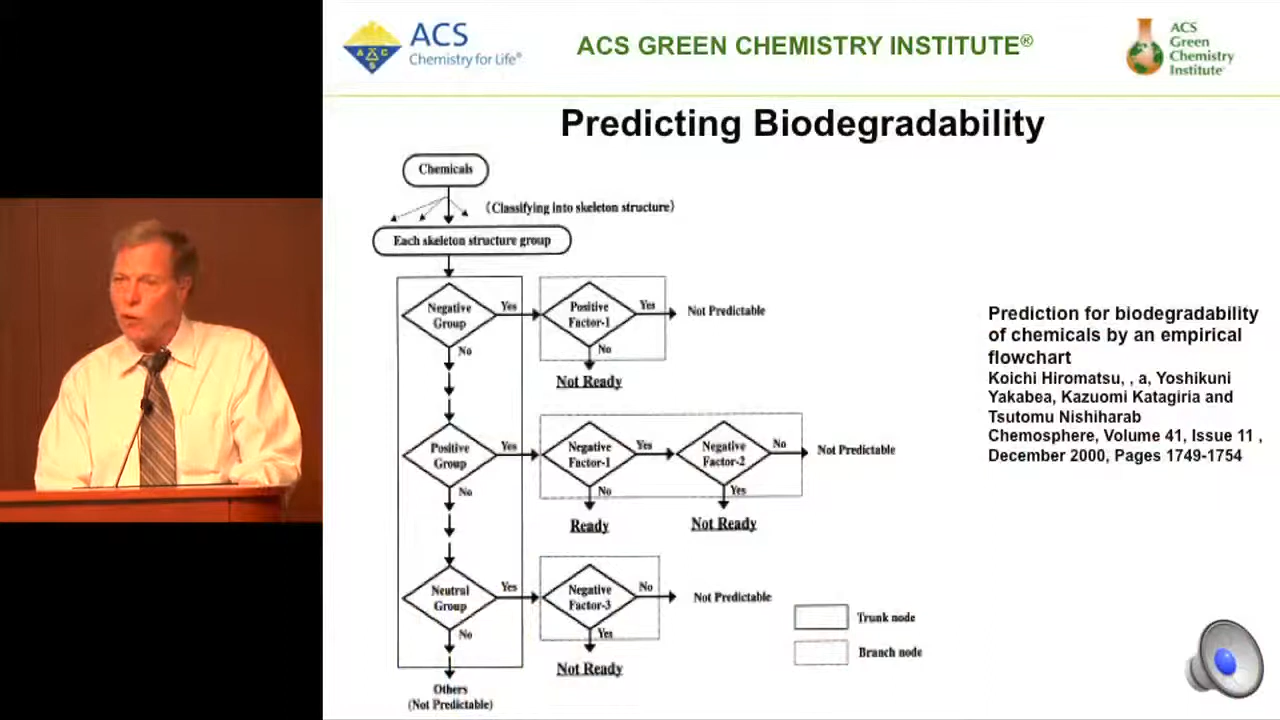 ACS
Chemistry for Life®
ACS GREEN CHEMISTRY INSTITUTE®
ACS
Green
Chemistry
Institute
Predicting Biodegradability
Chemicals
(Classifying into skeleton structure)
Each skeleton structure group
Negative
Group
Yes
No
Positive
Factor-1
Yes
No
Not Predictable
Not Ready
Positive
Group
Yes
No
Negative
Factor-1
Yes
No
Negative
Factor-2
No
Yes
Not Predictable
Ready
Not Ready
Neutral
Group
Yes
No
Negative
Factor-3
No
Yes
Not Predictable
Not Ready
Others
(Not Predictable)
Trunk node
Branch node
Prediction for biodegradability
of chemicals by an empirical
flowchart
Koichi Hiromatsu, , a, Yoshikuni
Yakabea, Kazuomi Katagiria and
Tsutomu Nishiharab
Chemosphere, Volume 41, Issue 11 ,
December 2000, Pages 1749-1754